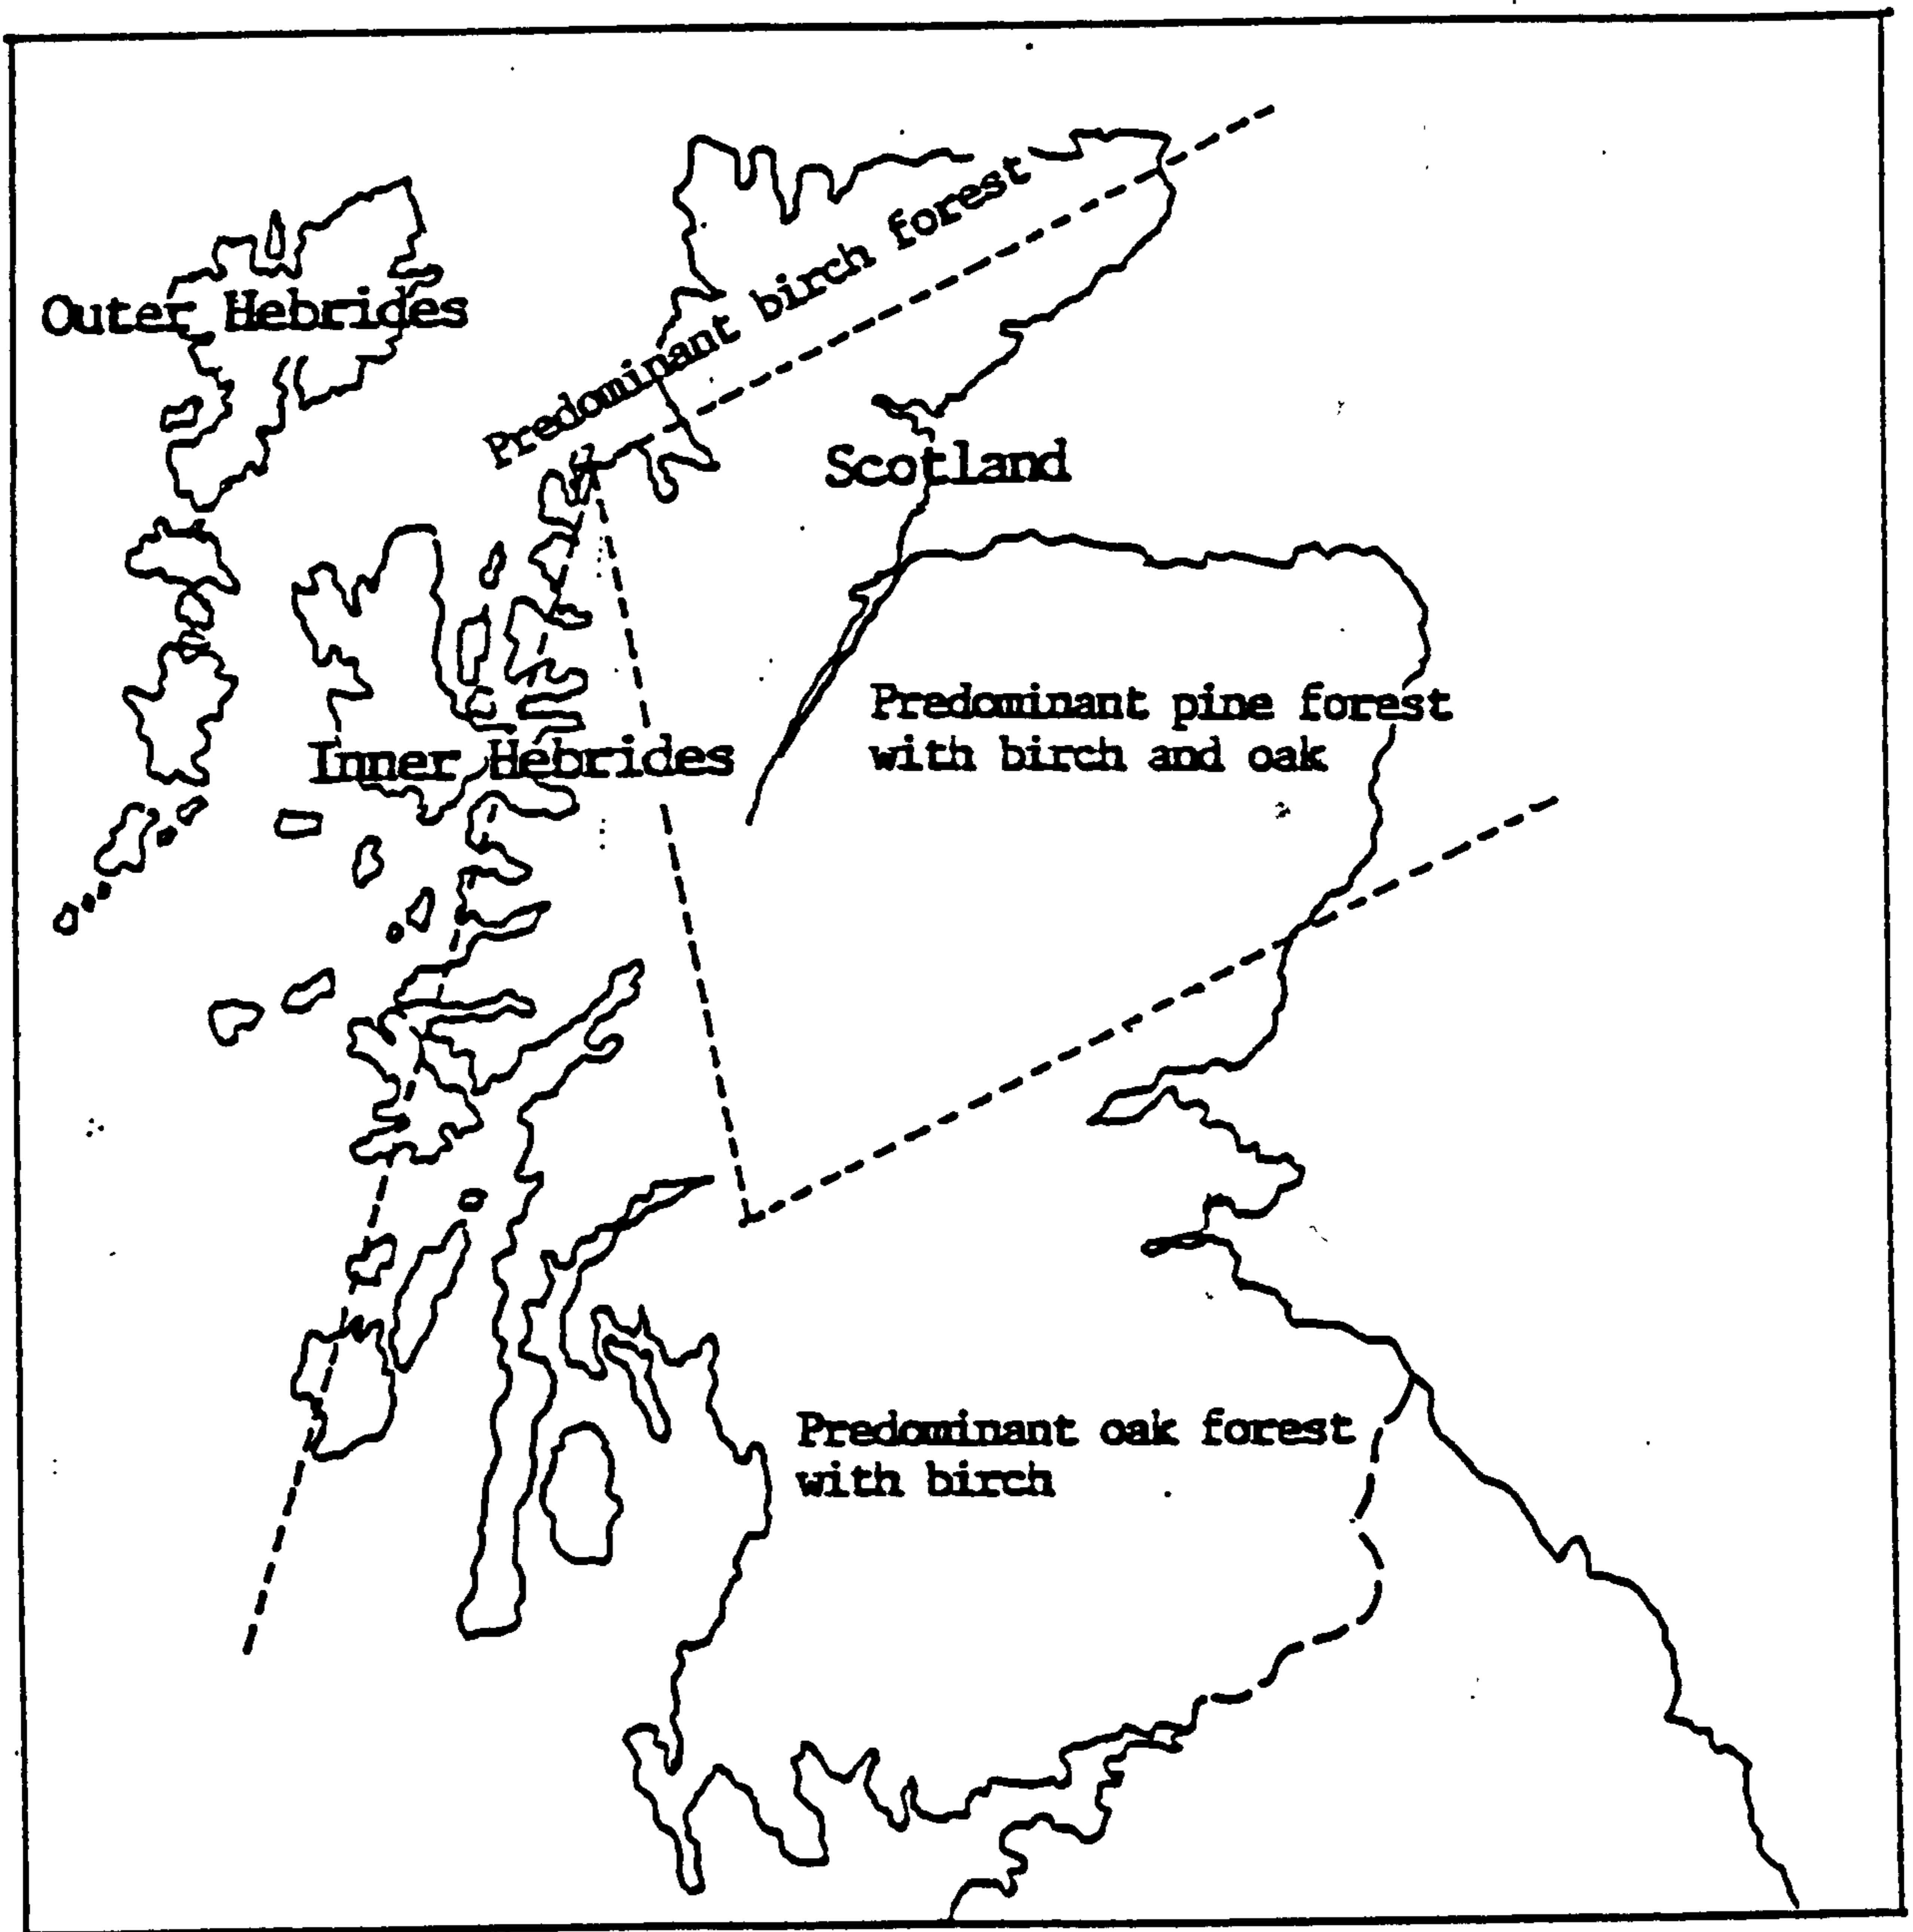 Predominant birch forest
Outer Hebrides
Scotland
Predominant pine forest
with birch and oak
Inner Hebrides
Predominant oak forest
with birch